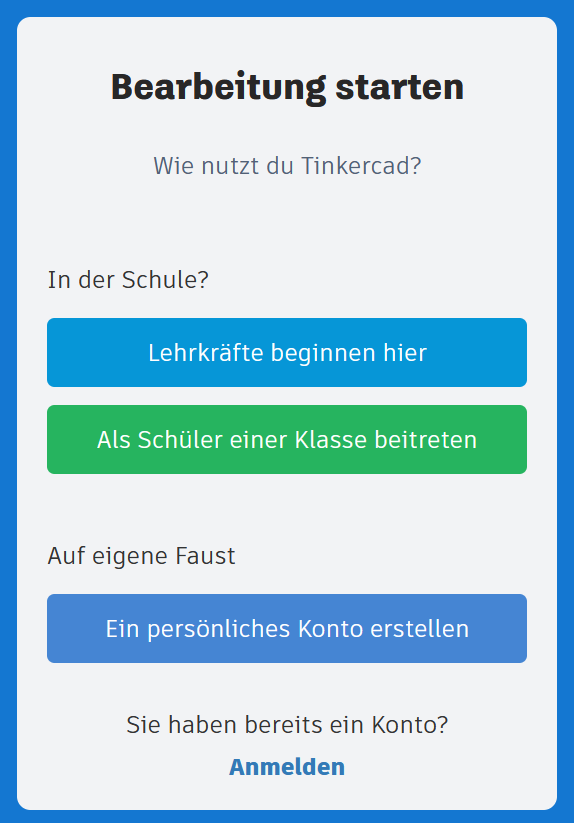 Bearbeitung starten
Wie nutzt du Tinkercad?
In der Schule?
Lehrkräfte beginnen hier
Als Schüler einer Klasse beitreten
Auf eigene Faust
Ein persönliches Konto erstellen
Sie haben bereits ein Konto?
Anmelden